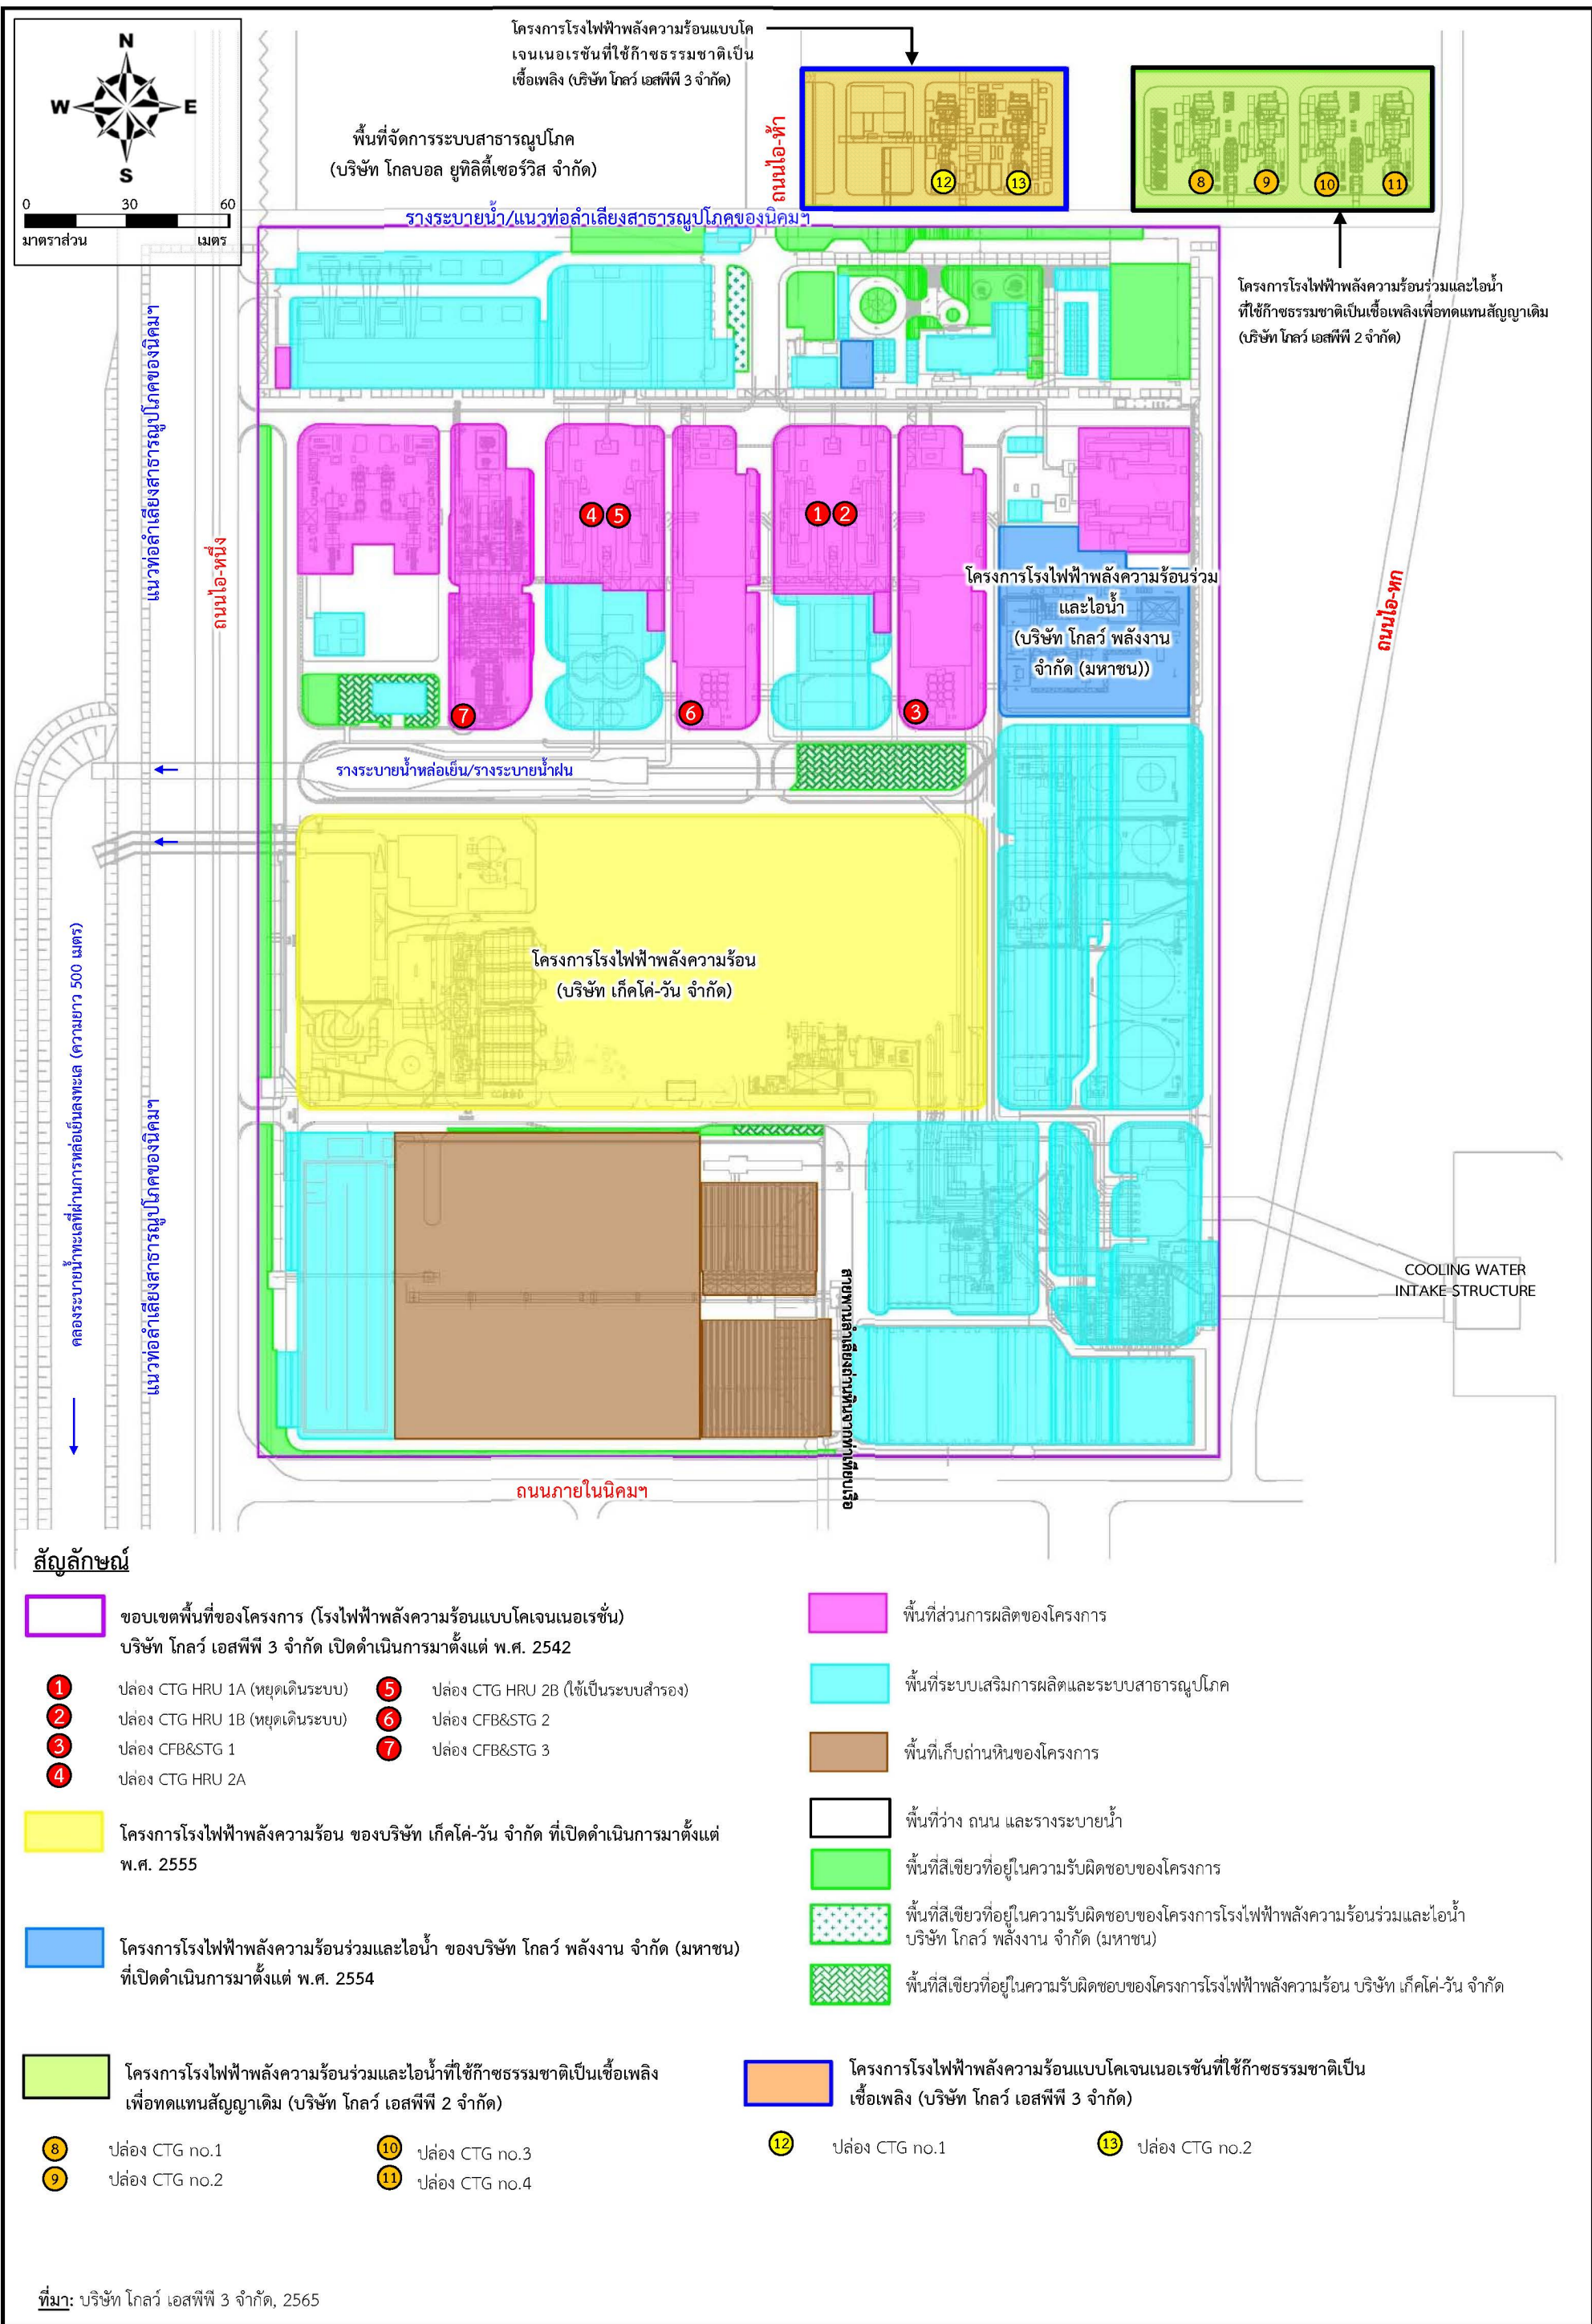 N
W
E
S
0 30 60
มาตราส่วน เมตร
โครงการโรงไฟฟ้าพลังความร้อนแบบโค
เจนเนอเรชันที่ใช้ก๊าซธรรมชาติเป็น
เชื้อเพลิง (บริษัท โกลว์ เอสพีพี 3 จำกัด)
พื้นที่จัดการระบบสาธารณูปโภค
(บริษัท โกลบอล ยูทิลิตี้เซอร์วิส จำกัด)
ถนนไอ-ห้า
12
13
8
9
10
11
รางระบายน้ำ/แนวท่อลำเลียงสาธารณูปโภคของนิคมฯ
โครงการโรงไฟฟ้าพลังความร้อนร่วมและไอน้ำ
ที่ใช้ก๊าซธรรมชาติเป็นเชื้อเพลิงเพื่อทดแทนสัญญาเดิม
(บริษัท โกลว์ เอสพีพี 2 จำกัด)
แนวท่อลำเลียงสาธารณูปโภคของนิคมฯ
ถนนไอ-หนึ่ง
4
5
1
2
โครงการโรงไฟฟ้าพลังความร้อนร่วม
และไอน้ำ
(บริษัท โกลว์ พลังงาน
จำกัด (มหาชน))
ถนนไอ-หก
7
6
3
รางระบายน้ำหล่อเย็น/รางระบายน้ำฝน
โครงการโรงไฟฟ้าพลังความร้อน
(บริษัท เก็คโค่-วัน จำกัด)
คลองระบายน้ำทะเลที่ผ่านการหล่อเย็นลงทะเล (ความยาว 500 เมตร)
แนวท่อลำเลียงสาธารณูปโภคของนิคมฯ
สายพานลำเลียงถ่านหินจากท่าเทียบเรือ
COOLING WATER
INTAKE STRUCTURE
ถนนภายในนิคมฯ
สัญลักษณ์
ขอบเขตพื้นที่ของโครงการ (โรงไฟฟ้าพลังความร้อนแบบโคเจนเนอเรชั่น)
บริษัท โกลว์ เอสพีพี 3 จำกัด เปิดดำเนินการมาตั้งแต่ พ.ศ. 2542
1 ปล่อง CTG HRU 1A (หยุดเดินระบบ)
2 ปล่อง CTG HRU 1B (หยุดเดินระบบ)
3 ปล่อง CFB&STG 1
4 ปล่อง CTG HRU 2A
5 ปล่อง CTG HRU 2B (ใช้เป็นระบบสำรอง)
6 ปล่อง CFB&STG 2
7 ปล่อง CFB&STG 3
โครงการโรงไฟฟ้าพลังความร้อน ของบริษัท เก็คโค่-วัน จำกัด ที่เปิดดำเนินการมาตั้งแต่
พ.ศ. 2555
โครงการโรงไฟฟ้าพลังความร้อนร่วมและไอน้ำ ของบริษัท โกลว์ พลังงาน จำกัด (มหาชน)
ที่เปิดดำเนินการมาตั้งแต่ พ.ศ. 2554
พื้นที่ส่วนการผลิตของโครงการ
พื้นที่ระบบเสริมการผลิตและระบบสาธารณูปโภค
พื้นที่เก็บถ่านหินของโครงการ
พื้นที่ว่าง ถนน และรางระบายน้ำ
พื้นที่สีเขียวที่อยู่ในความรับผิดชอบของโครงการ
พื้นที่สีเขียวที่อยู่ในความรับผิดชอบของโครงการโรงไฟฟ้าพลังความร้อนร่วมและไอน้ำ
บริษัท โกลว์ พลังงาน จำกัด (มหาชน)
พื้นที่สีเขียวที่อยู่ในความรับผิดชอบของโครงการโรงไฟฟ้าพลังความร้อน บริษัท เก็คโค่-วัน จำกัด
โครงการโรงไฟฟ้าพลังความร้อนร่วมและไอน้ำที่ใช้ก๊าซธรรมชาติเป็นเชื้อเพลิง
เพื่อทดแทนสัญญาเดิม (บริษัท โกลว์ เอสพีพี 2 จำกัด)
8 ปล่อง CTG no.1
9 ปล่อง CTG no.2
10 ปล่อง CTG no.3
11 ปล่อง CTG no.4
โครงการโรงไฟฟ้าพลังความร้อนแบบโคเจนเนอเรชันที่ใช้ก๊าซธรรมชาติเป็น
เชื้อเพลิง (บริษัท โกลว์ เอสพีพี 3 จำกัด)
12 ปล่อง CTG no.1
13 ปล่อง CTG no.2
ที่มา: บริษัท โกลว์ เอสพีพี 3 จำกัด, 2565